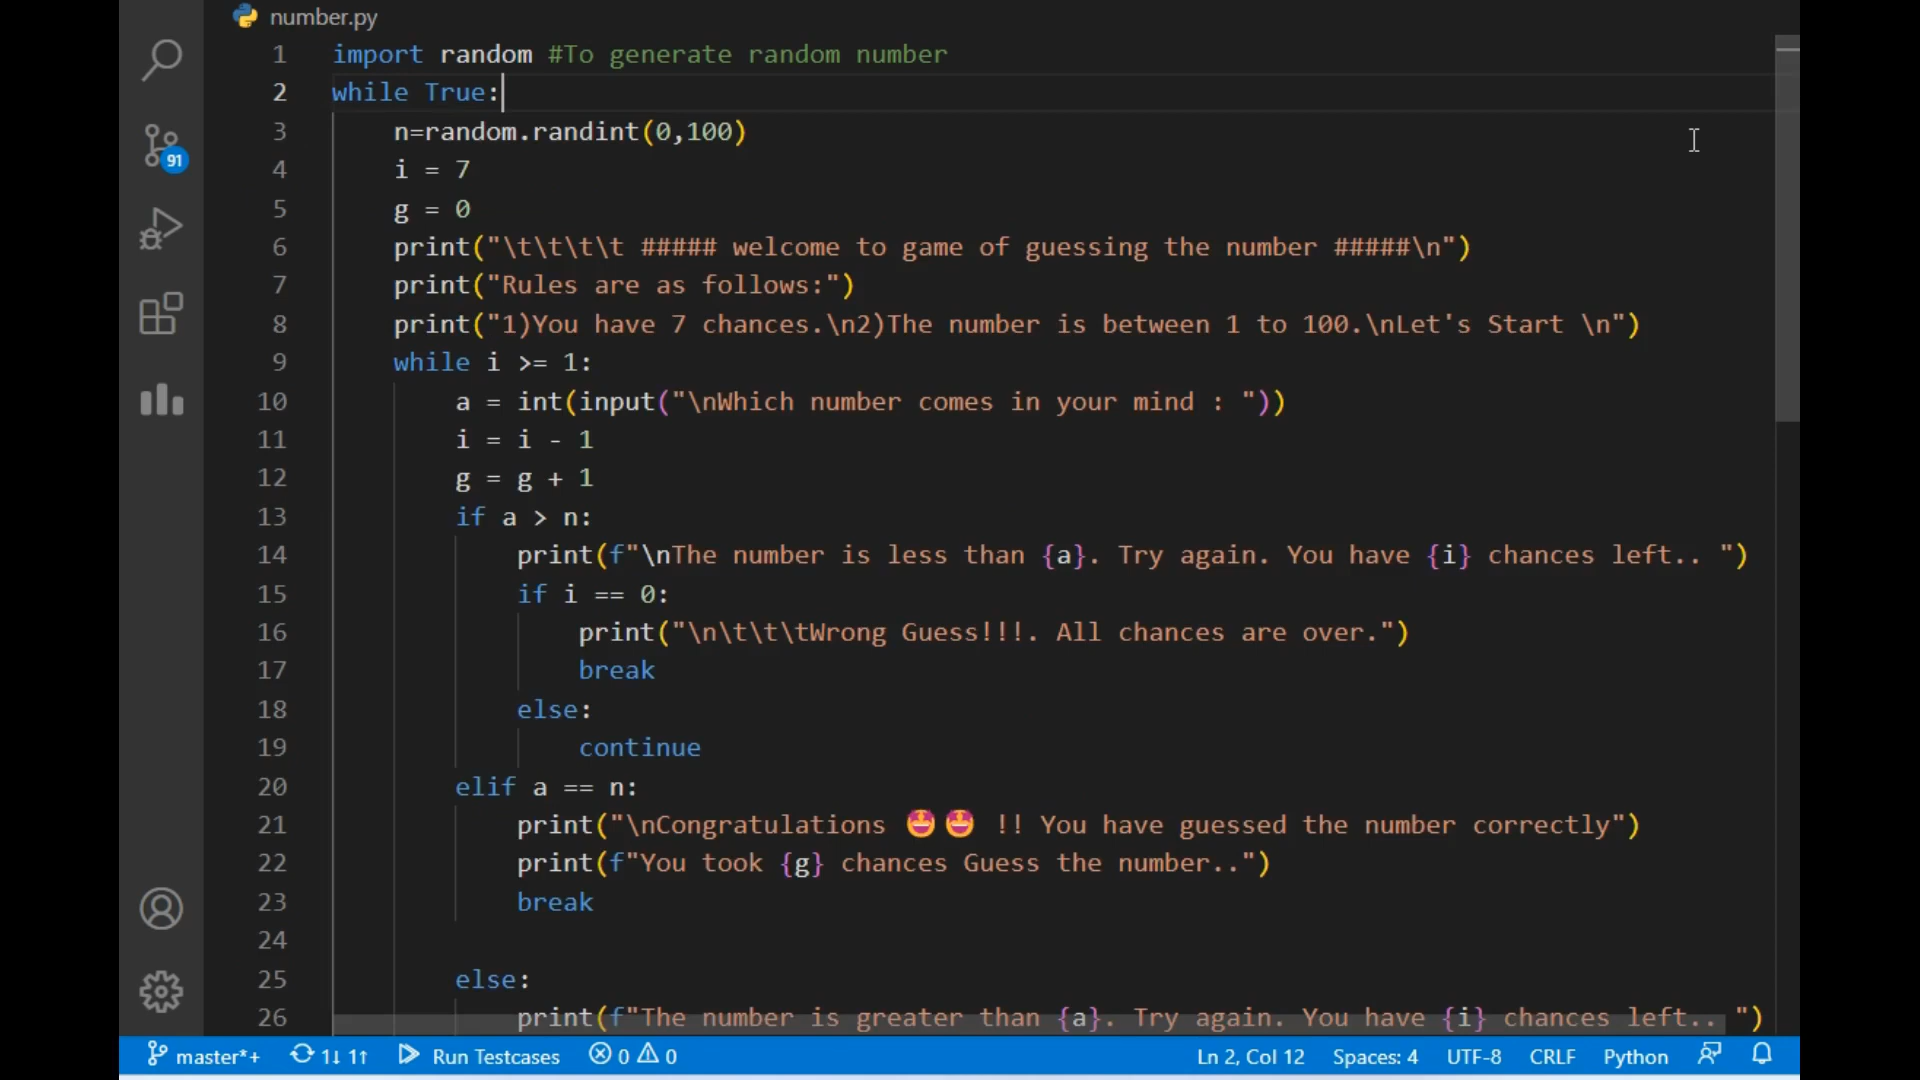 number.py
1 import random #To generate random number
2 while True:
3 n=random.randint(0,100)
4 i = 7
5 g = 0
6 print("\t\t\t\t ##### welcome to game of guessing the number #####\n")
7 print("Rules are as follows:")
8 print("1)You have 7 chances.\n2)The number is between 1 to 100.\nLet's Start \n")
9 while i >= 1:
10 a = int(input("\nWhich number comes in your mind : "))
11 i = i - 1
12 g = g + 1
13 if a > n:
14 print(f"\nThe number is less than {a}. Try again. You have {i} chances left.. ")
15 if i == 0:
16 print("\n\t\t\tWrong Guess!!!. All chances are over.")
17 break
18 else:
19 continue
20 elif a == n:
21 print("\nCongratulations 🤩🤩 !! You have guessed the number correctly")
22 print(f"You took {g} chances Guess the number..")
23 break
24
25 else:
26 print(f"The number is greater than {a}. Try again. You have {i} chances left.. ")
91
master*+ 1↓ 1↑ Run Testcases 0 0 Ln 2, Col 12 Spaces: 4 UTF-8 CRLF Python